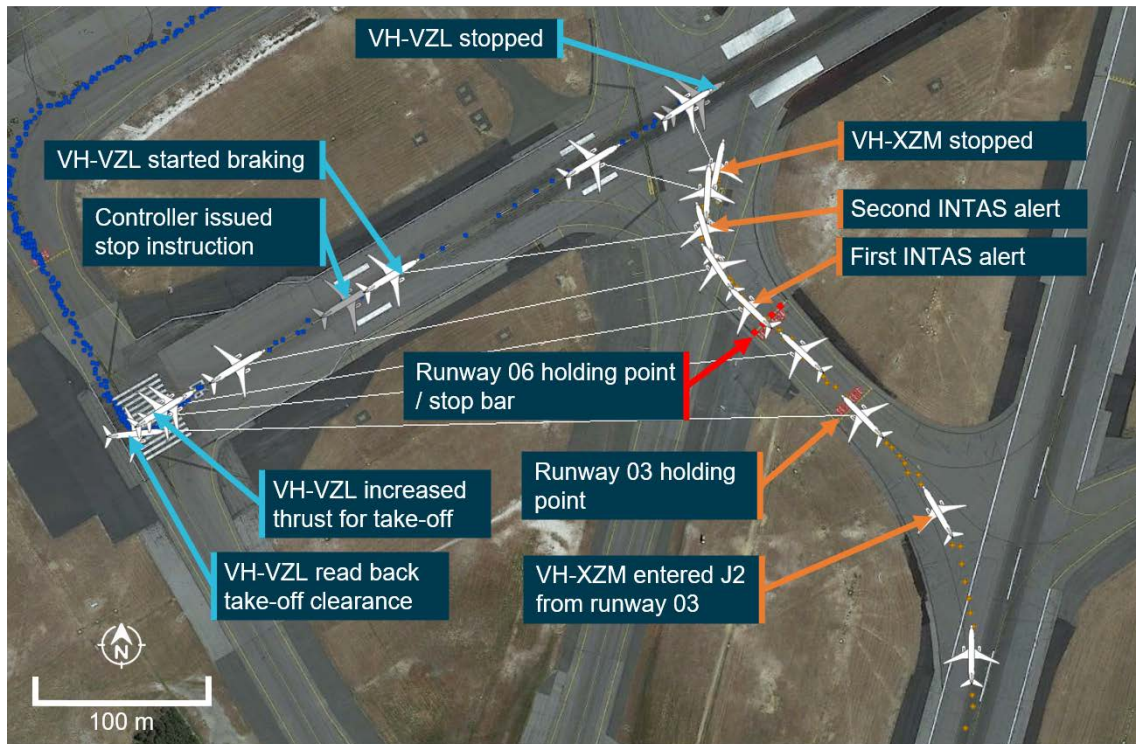 VH-VZL stopped
VH-VZL started braking
VH-XZM stopped
Controller issued
stop instruction
Second INTAS alert
First INTAS alert
Runway 06 holding point
/ stop bar
Runway 03 holding
point
VH-VZL increased
thrust for take-off
VH-VZL read back
take-off clearance
VH-XZM entered J2
from runway 03
N
100 m